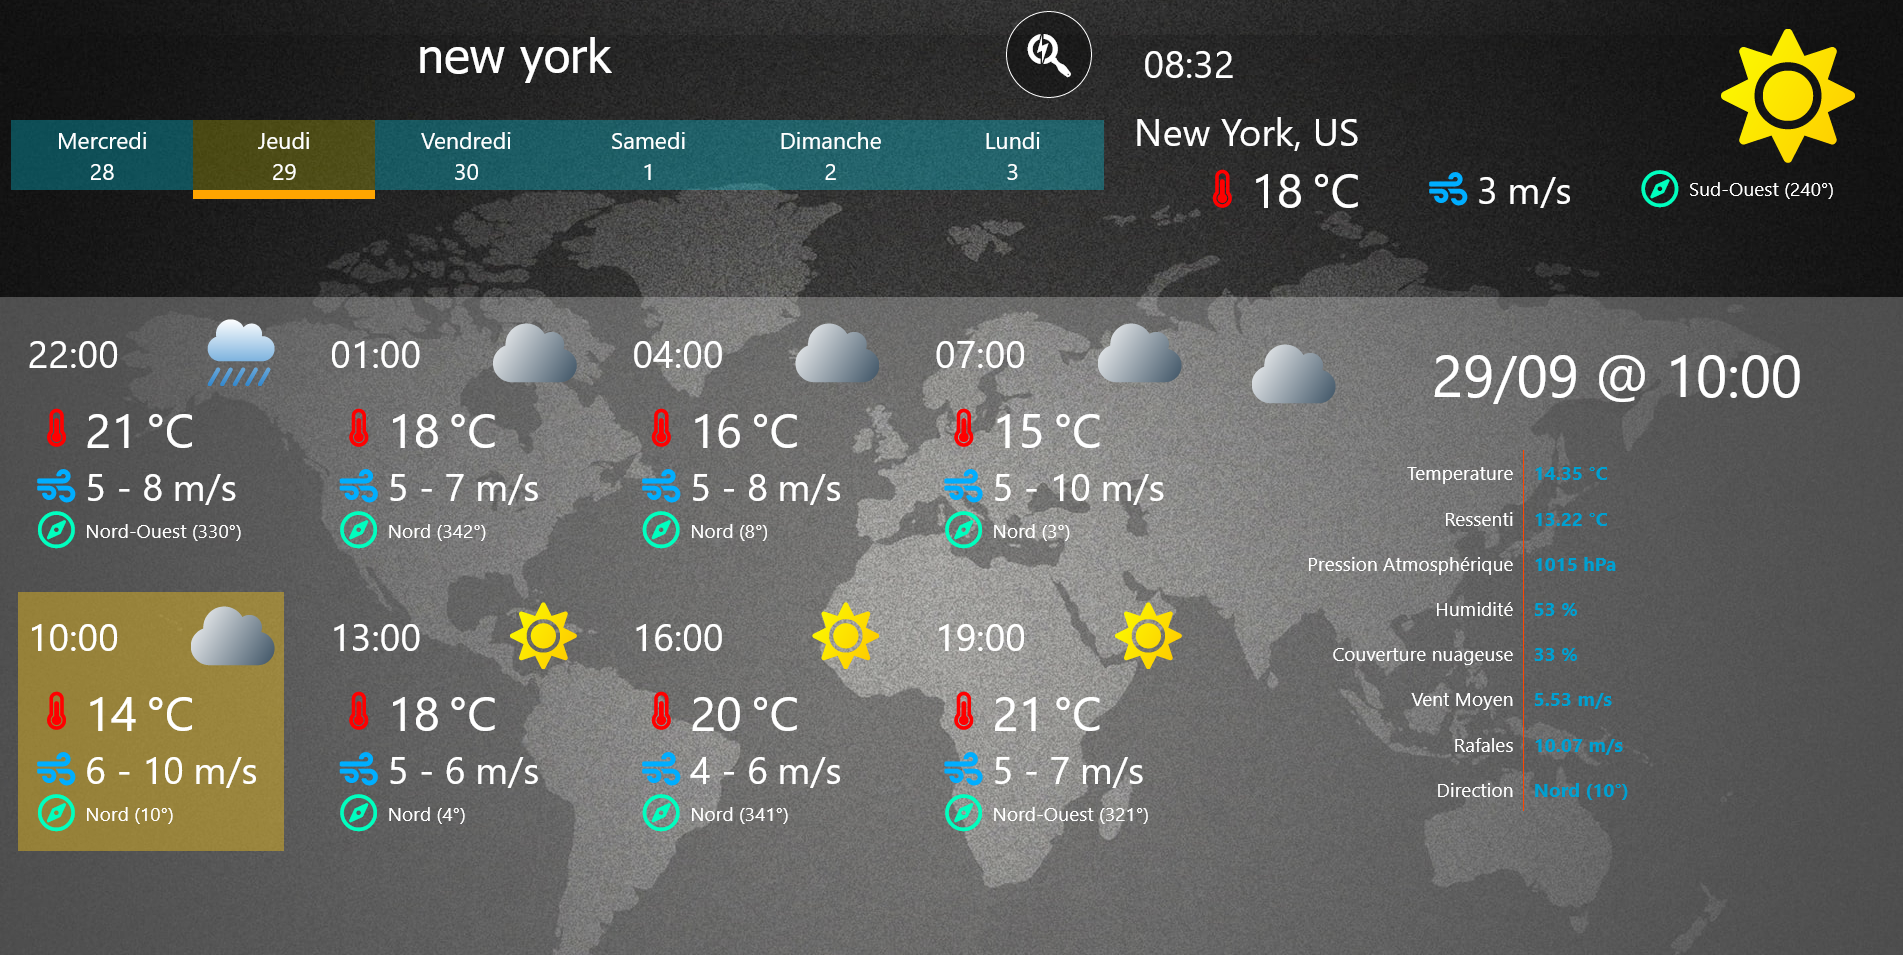 new york
08:32
Mercredi
28
Jeudi
29
Vendredi
30
Samedi
1
Dimanche
2
Lundi
3
New York, US
18 °C
3 m/s
Sud-Ouest (240°)
22:00
21 °C
5 - 8 m/s
Nord-Ouest (330°)
01:00
18 °C
5 - 7 m/s
Nord (342°)
04:00
16 °C
5 - 8 m/s
Nord (8°)
07:00
15 °C
5 - 10 m/s
Nord (3°)
10:00
14 °C
6 - 10 m/s
Nord (10°)
13:00
18 °C
5 - 6 m/s
Nord (4°)
16:00
20 °C
4 - 6 m/s
Nord (341°)
19:00
21 °C
5 - 7 m/s
Nord-Ouest (321°)
29/09 @ 10:00
Temperature 14.35 °C
Ressenti 13.22 °C
Pression Atmosphérique 1015 hPa
Humidité 53 %
Couverture nuageuse 33 %
Vent Moyen 5.53 m/s
Rafales 10.07 m/s
Direction Nord (10°)